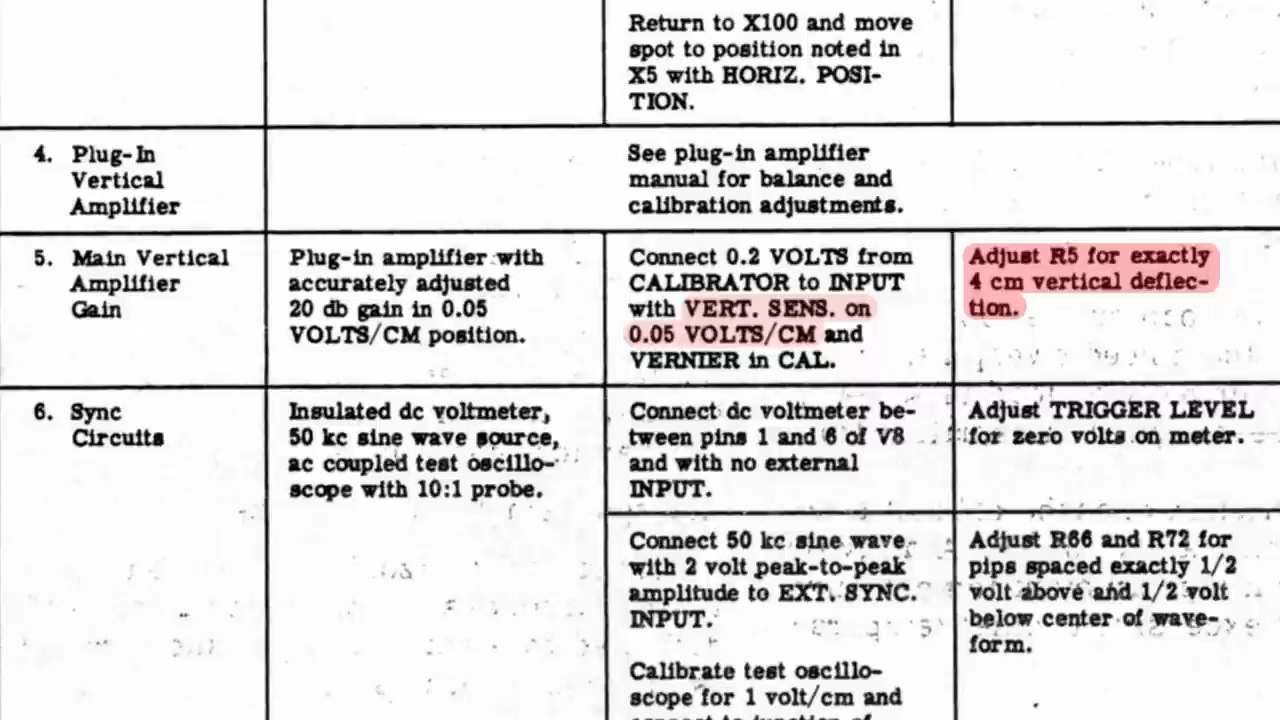 Return to X100 and move
spot to position noted in
X5 with HORIZ. POSI-
TION.
4. Plug-In
Vertical
Amplifier
See plug-in amplifier
manual for balance and
calibration adjustments.
5. Main Vertical
Amplifier
Gain
Plug-in amplifier with
accurately adjusted
20 db gain in 0.05
VOLTS/CM position.
Connect 0.2 VOLTS from
CALIBRATOR to INPUT
with VERT. SENS. on
0.05 VOLTS/CM and
VERNIER in CAL.
Adjust R5 for exactly
4 cm vertical deflec-
tion.
6. Sync
Circuits
Insulated dc voltmeter,
50 kc sine wave source,
ac coupled test oscillo-
scope with 10:1 probe.
Connect dc voltmeter be-
tween pins 1 and 6 of V8
and with no external
INPUT.
Adjust TRIGGER LEVEL
for zero volts on meter.
Connect 50 kc sine wave
with 2 volt peak-to-peak
amplitude to EXT. SYNC.
INPUT.
Calibrate test oscillo-
scope for 1 volt/cm and
Adjust R66 and R72 for
pips spaced exactly 1/2
volt above and 1/2 volt
below center of wave-
form.